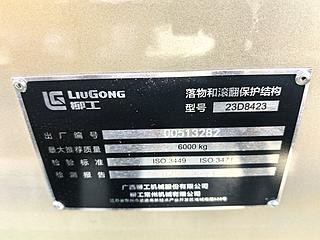 LIUGONG
柳工
落物和滚翻保护结构
型号 23D8423
出厂编号 00513282
最大推荐质量 6000 kg
检验标准 ISO 3449 ISO 3471
检测报告
广西柳工机械股份有限公司
柳工常州机械有限公司